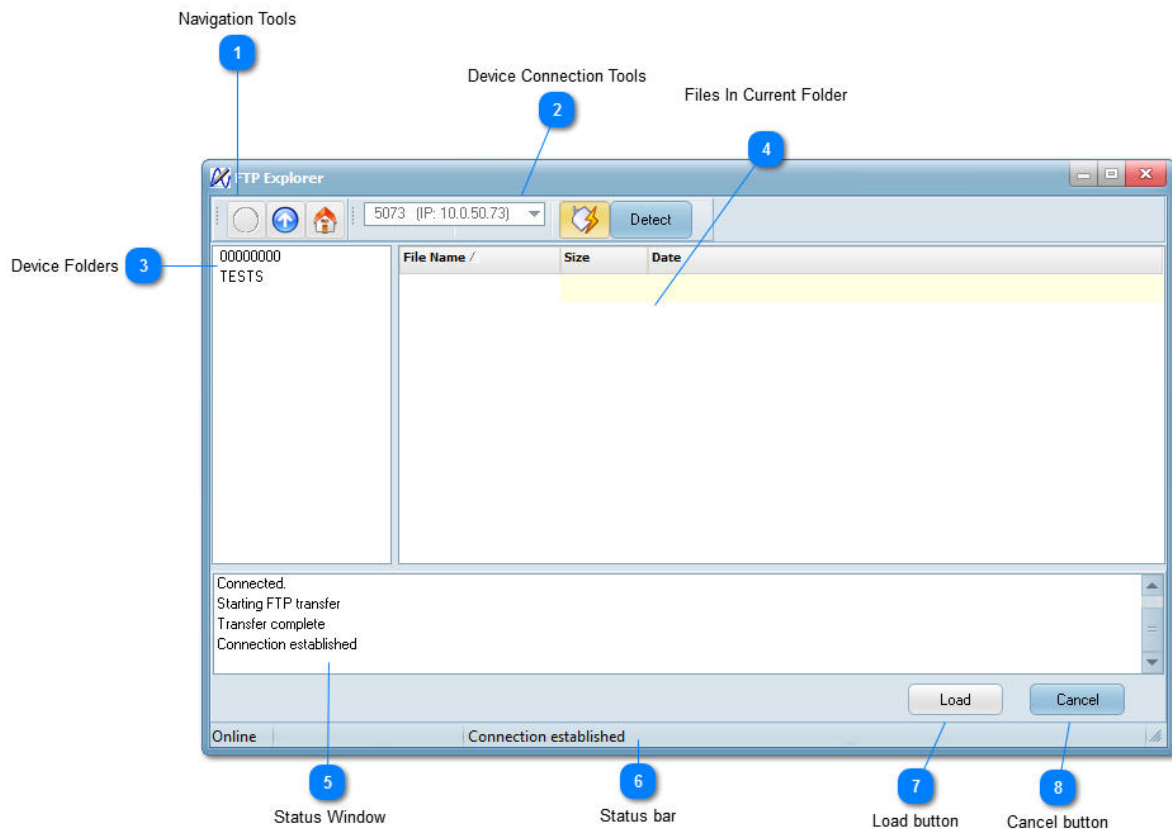 Navigation Tools
1
Device Connection Tools
2
Files In Current Folder
4
FTP Explorer
5073 (IP: 10.0.50.73)
Detect
Device Folders
3
00000000
TESTS
File Name /
Size
Date
Connected.
Starting FTP transfer
Transfer complete
Connection established
Load
Cancel
Online
Connection established
5
6
7
8
Status Window
Status bar
Load button
Cancel button